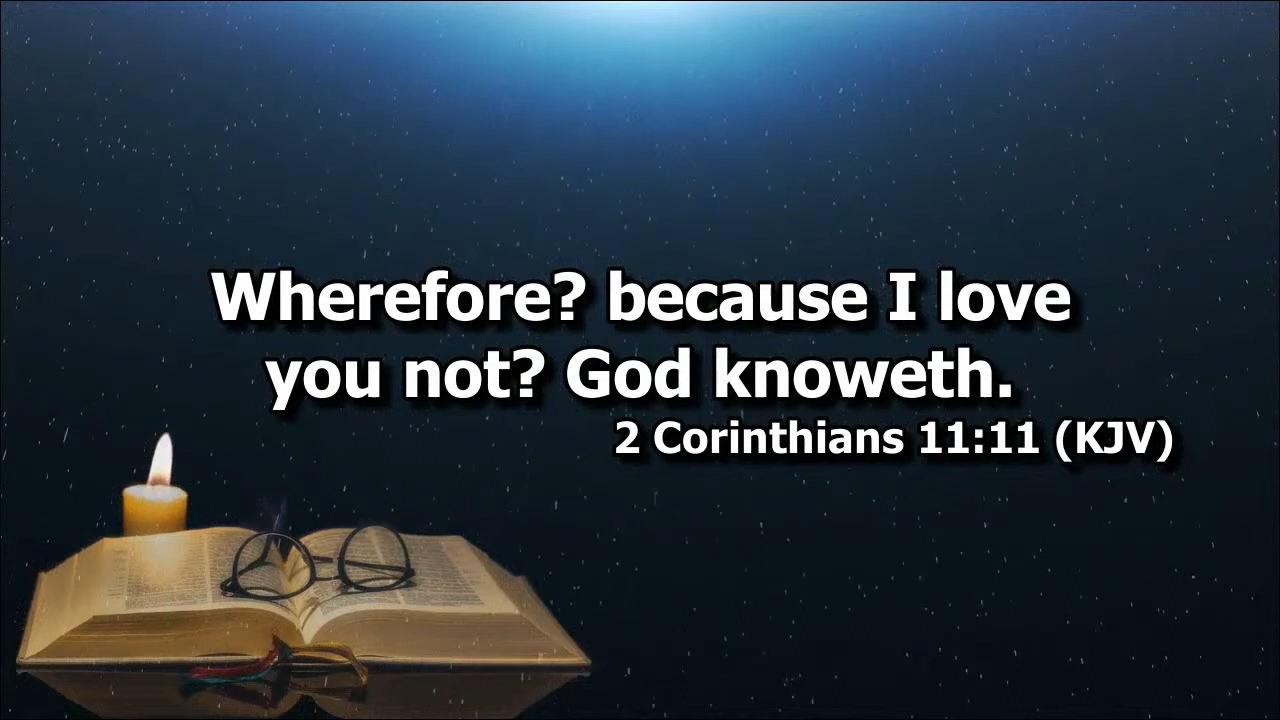 Wherefore? because I love
you not? God knoweth.
2 Corinthians 11:11 (KJV)